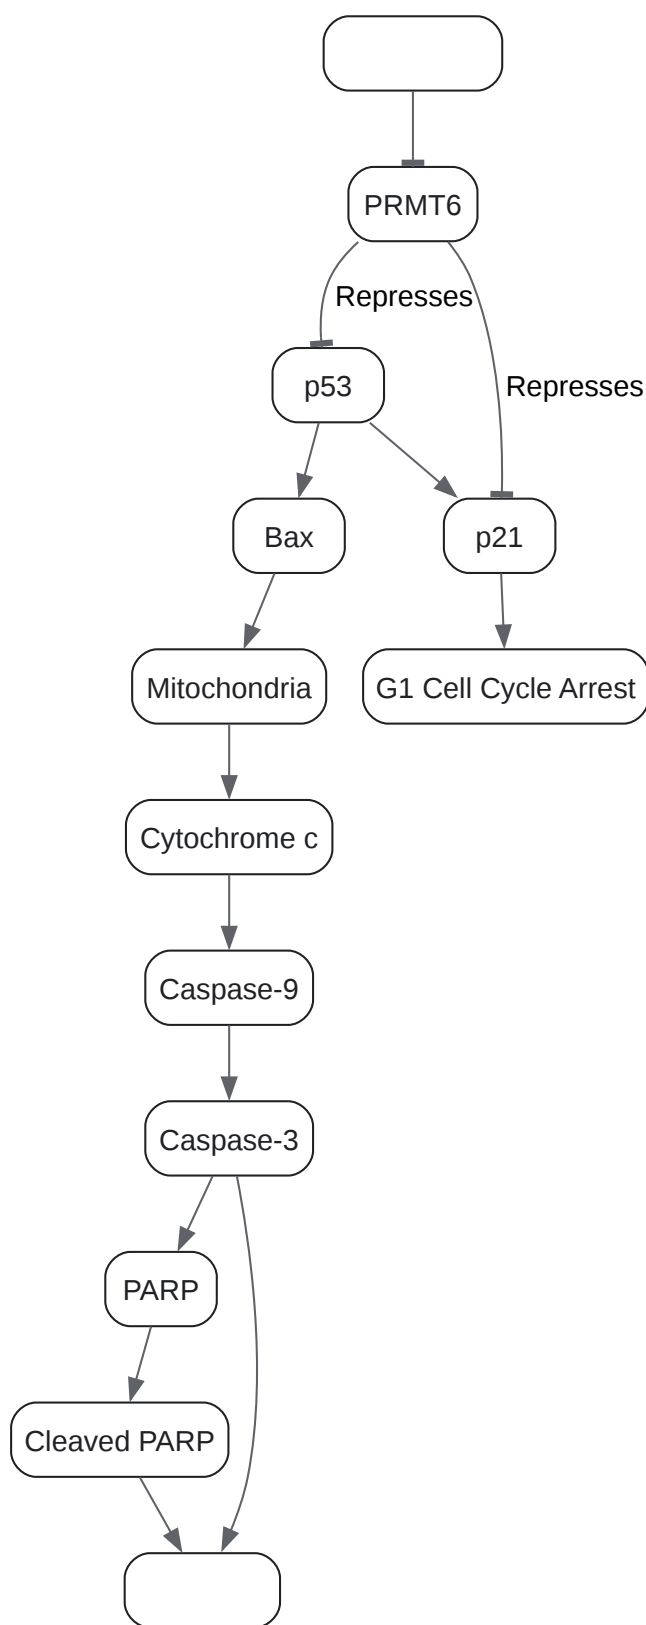 PRMT6
Represses
p53
Represses
Bax
p21
Mitochondria
G1 Cell Cycle Arrest
Cytochrome c
Caspase-9
Caspase-3
PARP
Cleaved PARP